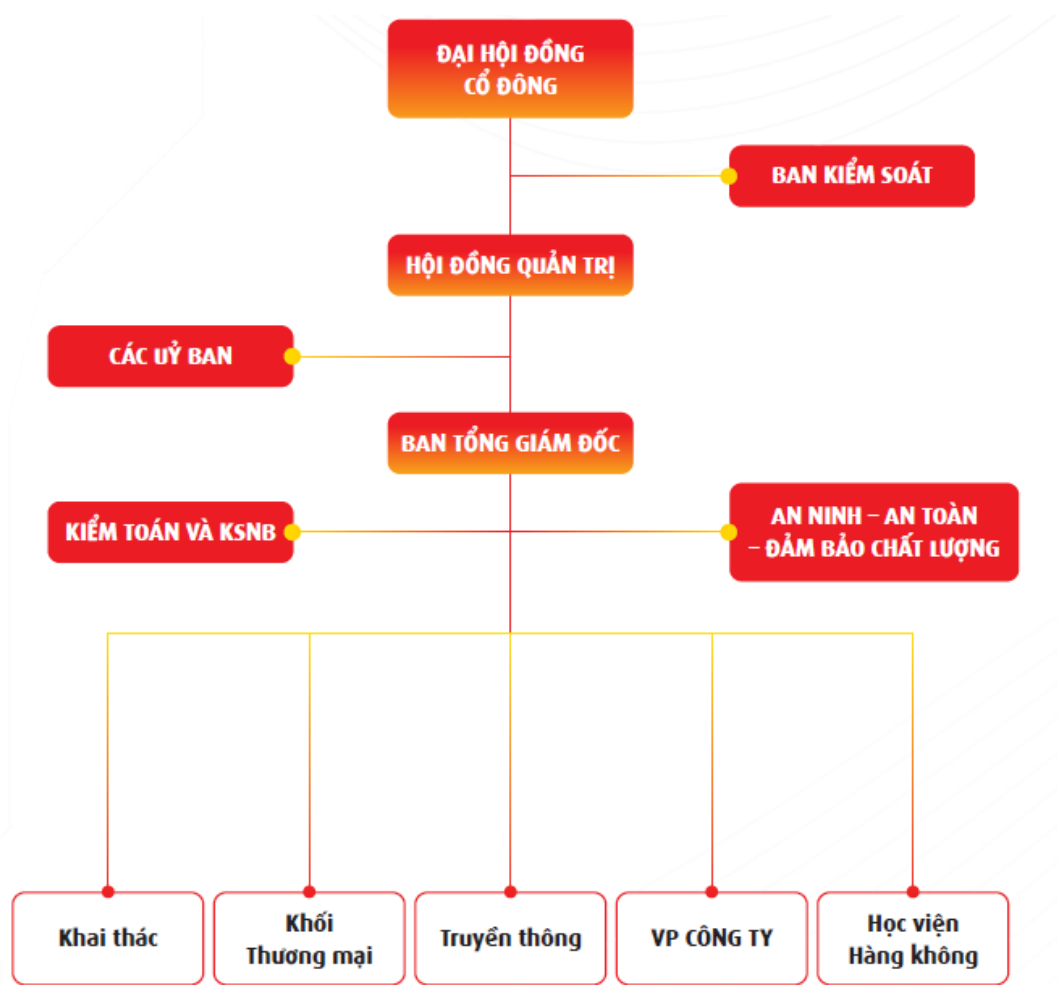 ĐẠI HỘI ĐỒNG
CỔ ĐÔNG
BAN KIỂM SOÁT
HỘI ĐỒNG QUẢN TRỊ
CÁC UỶ BAN
BAN TỔNG GIÁM ĐỐC
KIỂM TOÁN VÀ KSNB
AN NINH – AN TOÀN
– ĐẢM BẢO CHẤT LƯỢNG
Khai thác
Khối
Thương mại
Truyền thông
VP CÔNG TY
Học viện
Hàng không